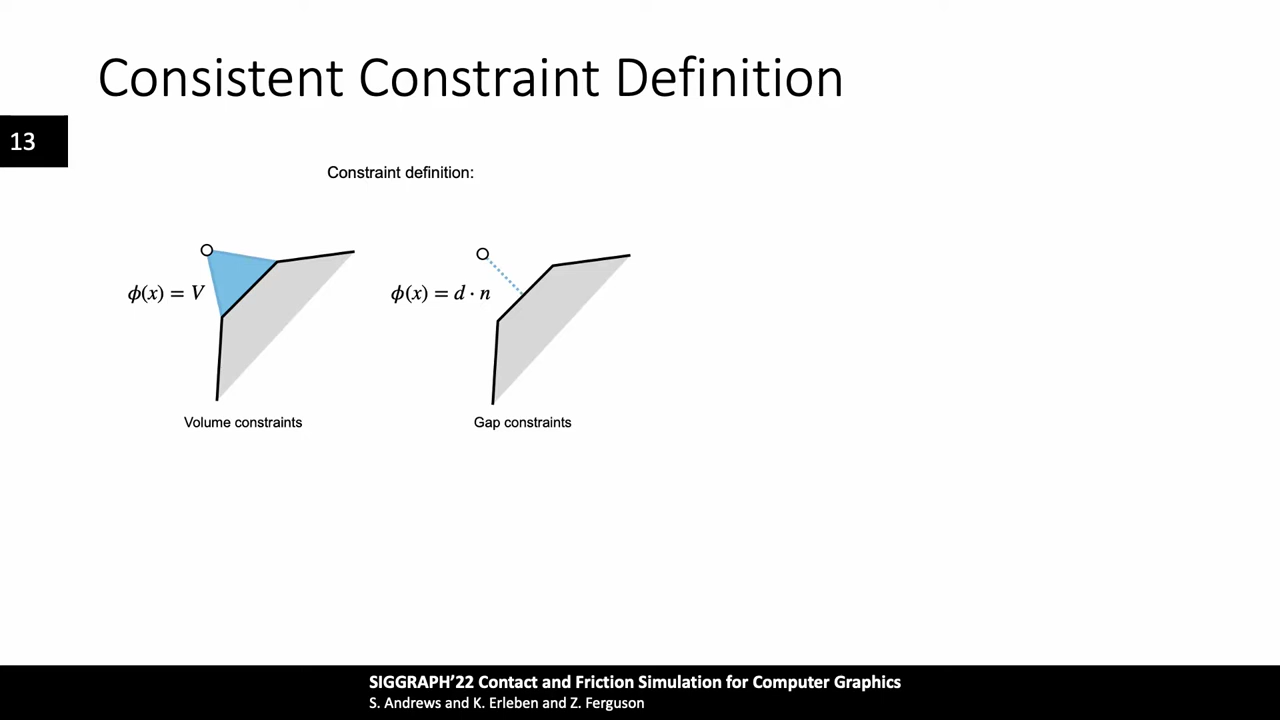 Consistent Constraint Definition
13
Constraint definition:
ϕ(x) = V
ϕ(x) = d · n
Volume constraints
Gap constraints
SIGGRAPH’22 Contact and Friction Simulation for Computer Graphics
S. Andrews and K. Erleben and Z. Ferguson